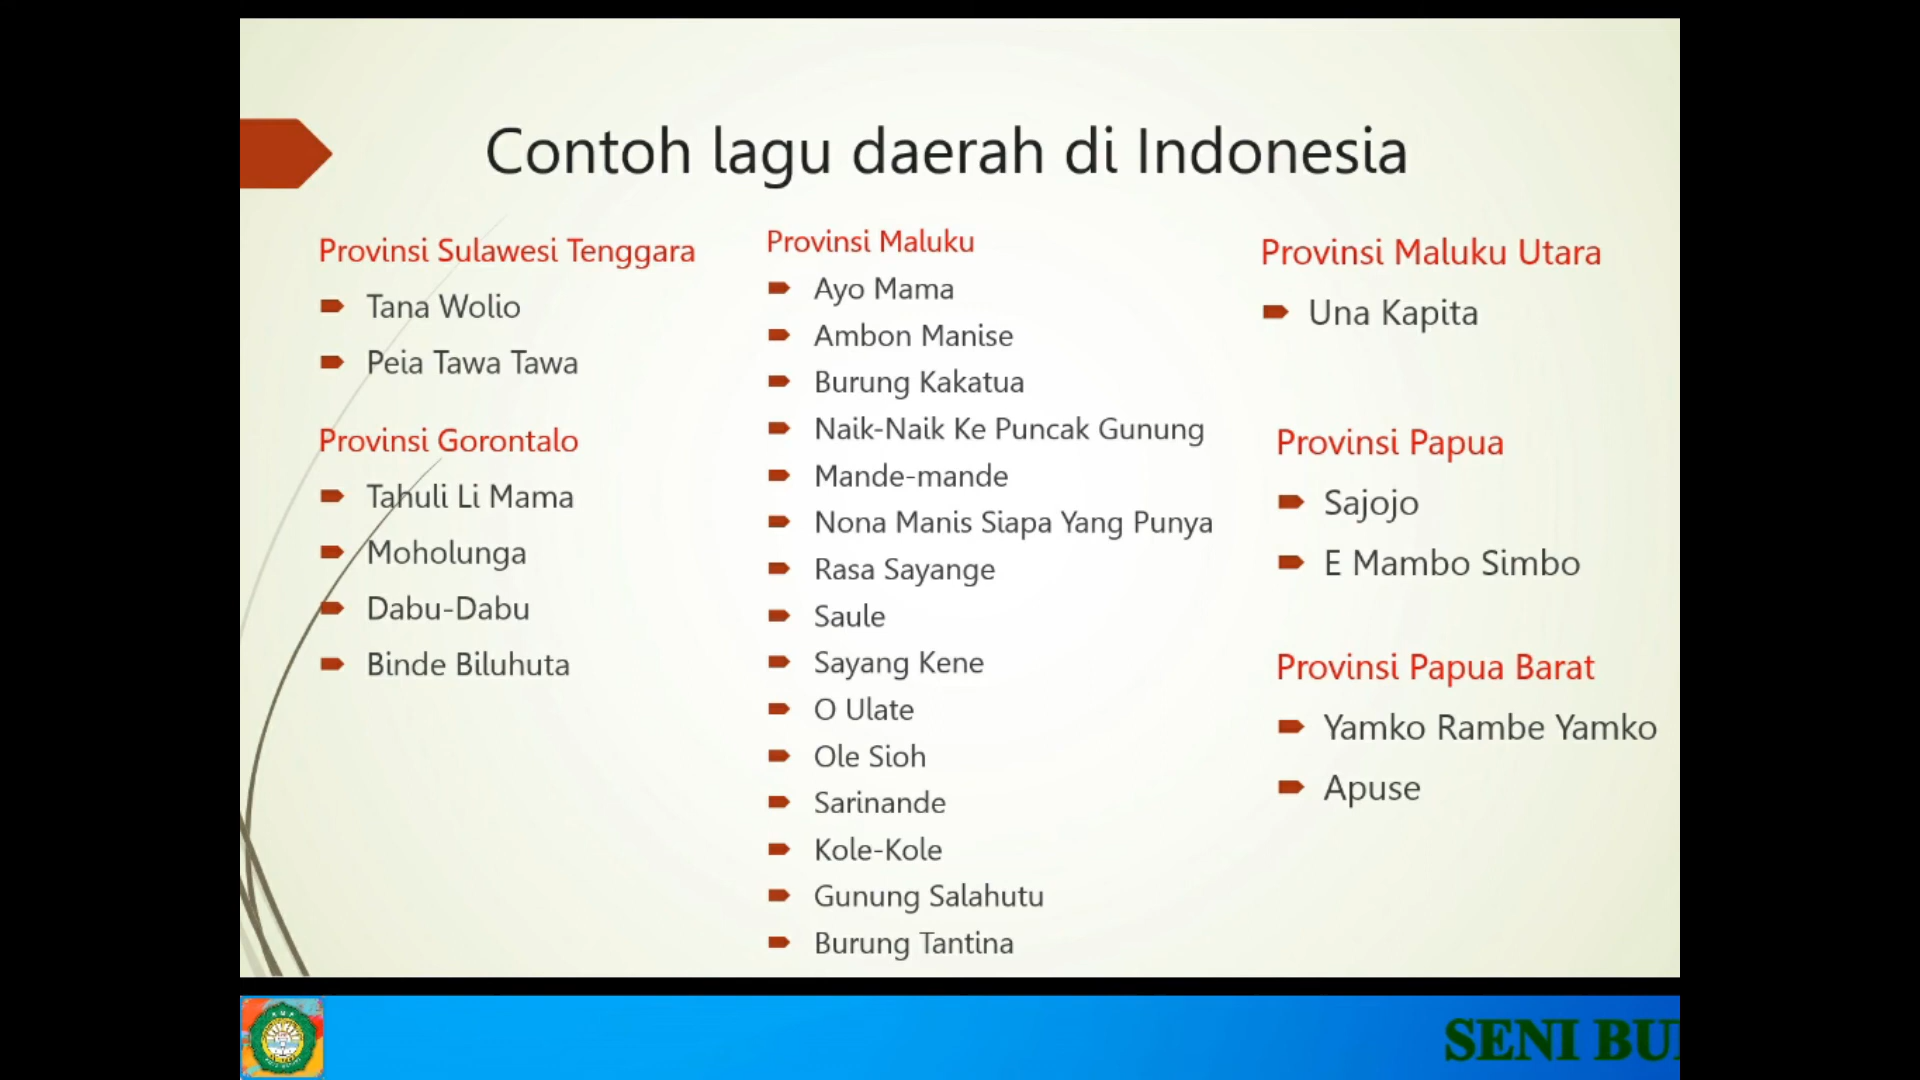 Contoh lagu daerah di Indonesia
Provinsi Sulawesi Tenggara
Tana Wolio
Peia Tawa Tawa
Provinsi Gorontalo
Tahuli Li Mama
Moholunga
Dabu-Dabu
Binde Biluhuta
Provinsi Maluku
Ayo Mama
Ambon Manise
Burung Kakatua
Naik-Naik Ke Puncak Gunung
Mande-mande
Nona Manis Siapa Yang Punya
Rasa Sayange
Saule
Sayang Kene
O Ulate
Ole Sioh
Sarinande
Kole-Kole
Gunung Salahutu
Burung Tantina
Provinsi Maluku Utara
Una Kapita
Provinsi Papua
Sajojo
E Mambo Simbo
Provinsi Papua Barat
Yamko Rambe Yamko
Apuse
SENI